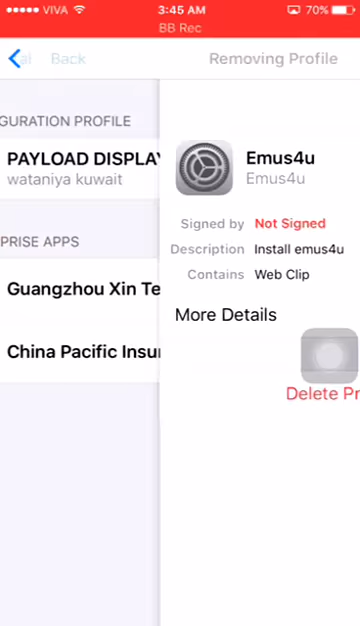 VIVA 3:45 AM 70%
BB Rec
Back Removing Profile
GURATION PROFILE
PAYLOAD DISPLAY
wataniya kuwait
PRISE APPS
Guangzhou Xin Te
China Pacific Insu
Emus4u
Emus4u
Signed by Not Signed
Description Install emus4u
Contains Web Clip
More Details
Delete Pr